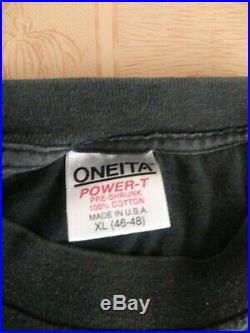 ONEITA®
POWER-T
PRE-SHRUNK
100% COTTON
MADE IN U.S.A.
XL (46-48)